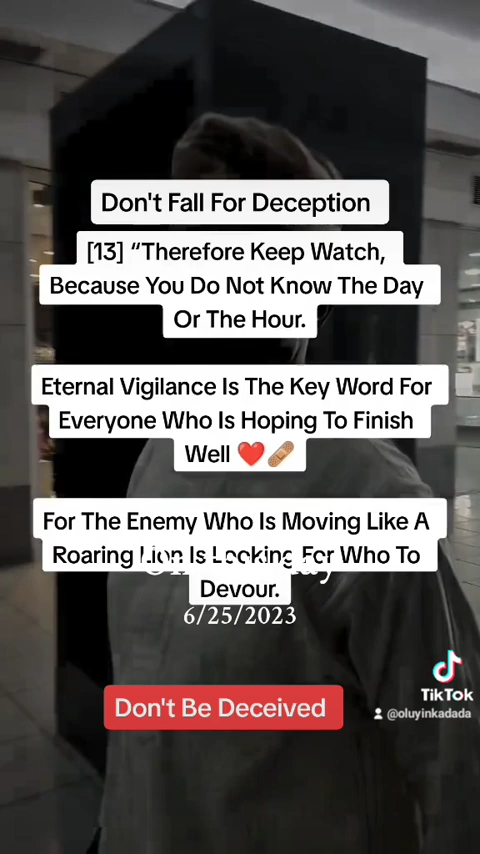 Don't Fall For Deception
[13] “Therefore Keep Watch,
Because You Do Not Know The Day
Or The Hour.
Eternal Vigilance Is The Key Word For
Everyone Who Is Hoping To Finish
Well ❤️🩹
For The Enemy Who Is Moving Like A
Roaring Lion Is Looking For Who To
Devour.
6/25/2023
Don't Be Deceived
TikTok
@oluyinkadada